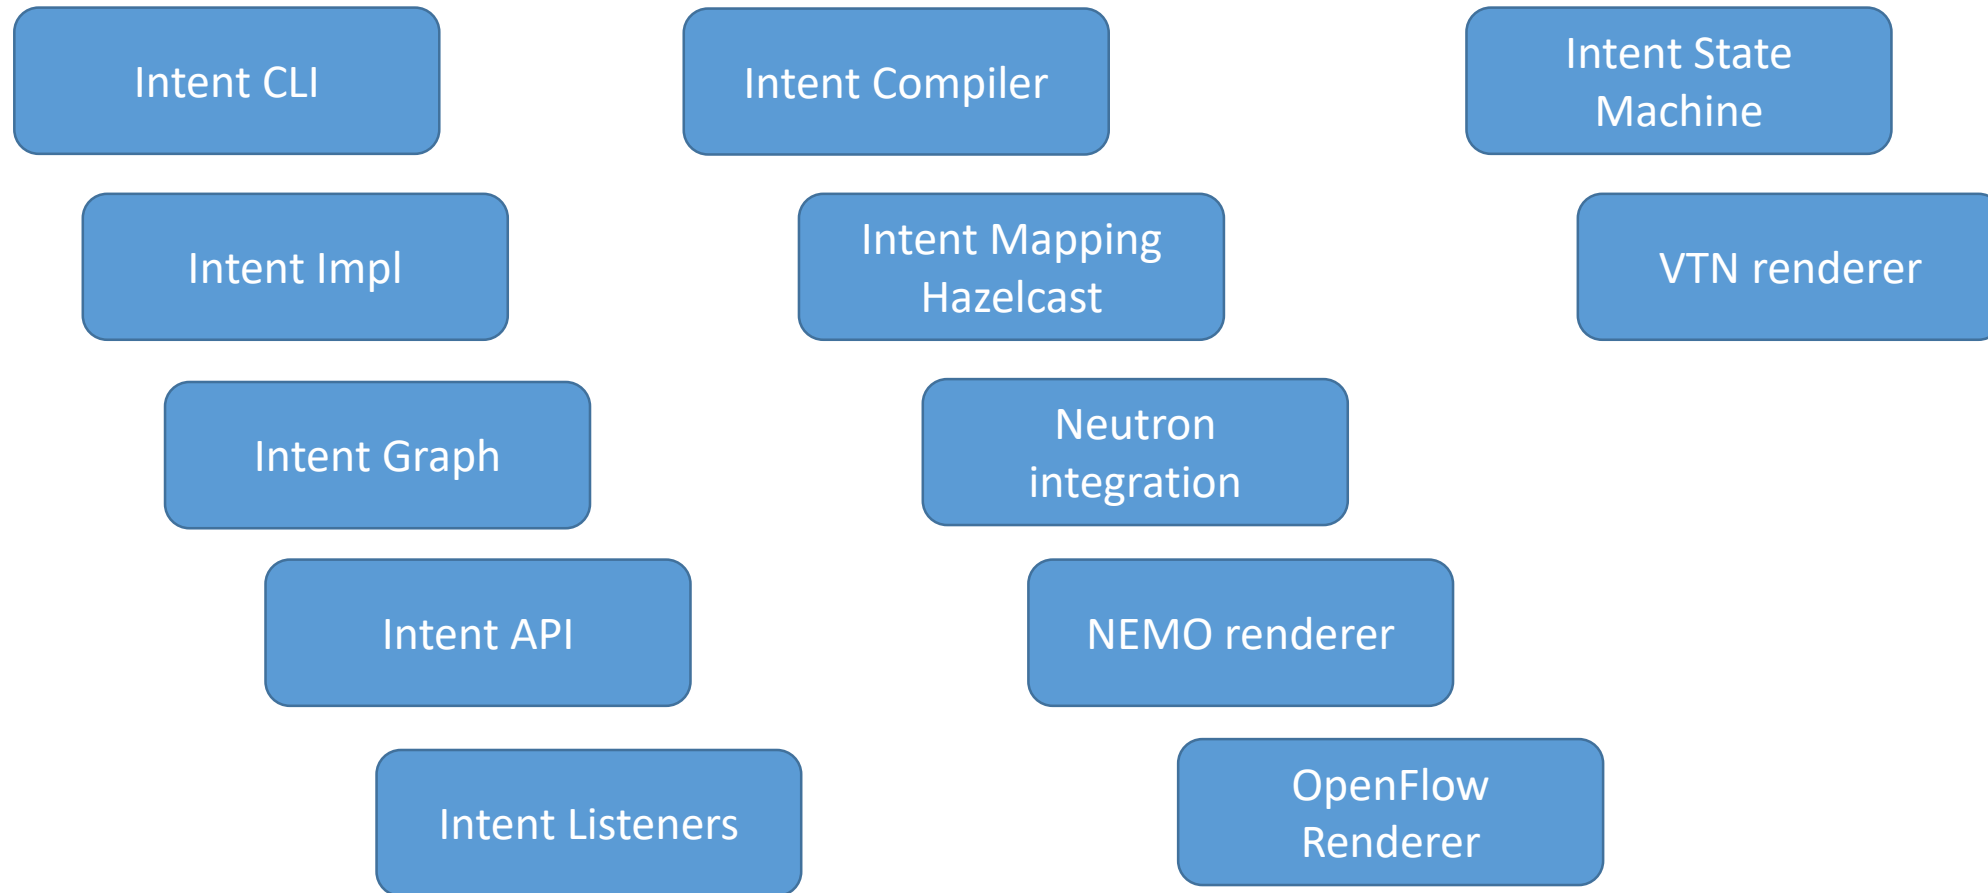 Intent CLI
Intent Impl
Intent Graph
Intent API
Intent Listeners
Intent Compiler
Intent Mapping
Hazelcast
Neutron
integration
NEMO renderer
OpenFlow
Renderer
Intent State
Machine
VTN renderer